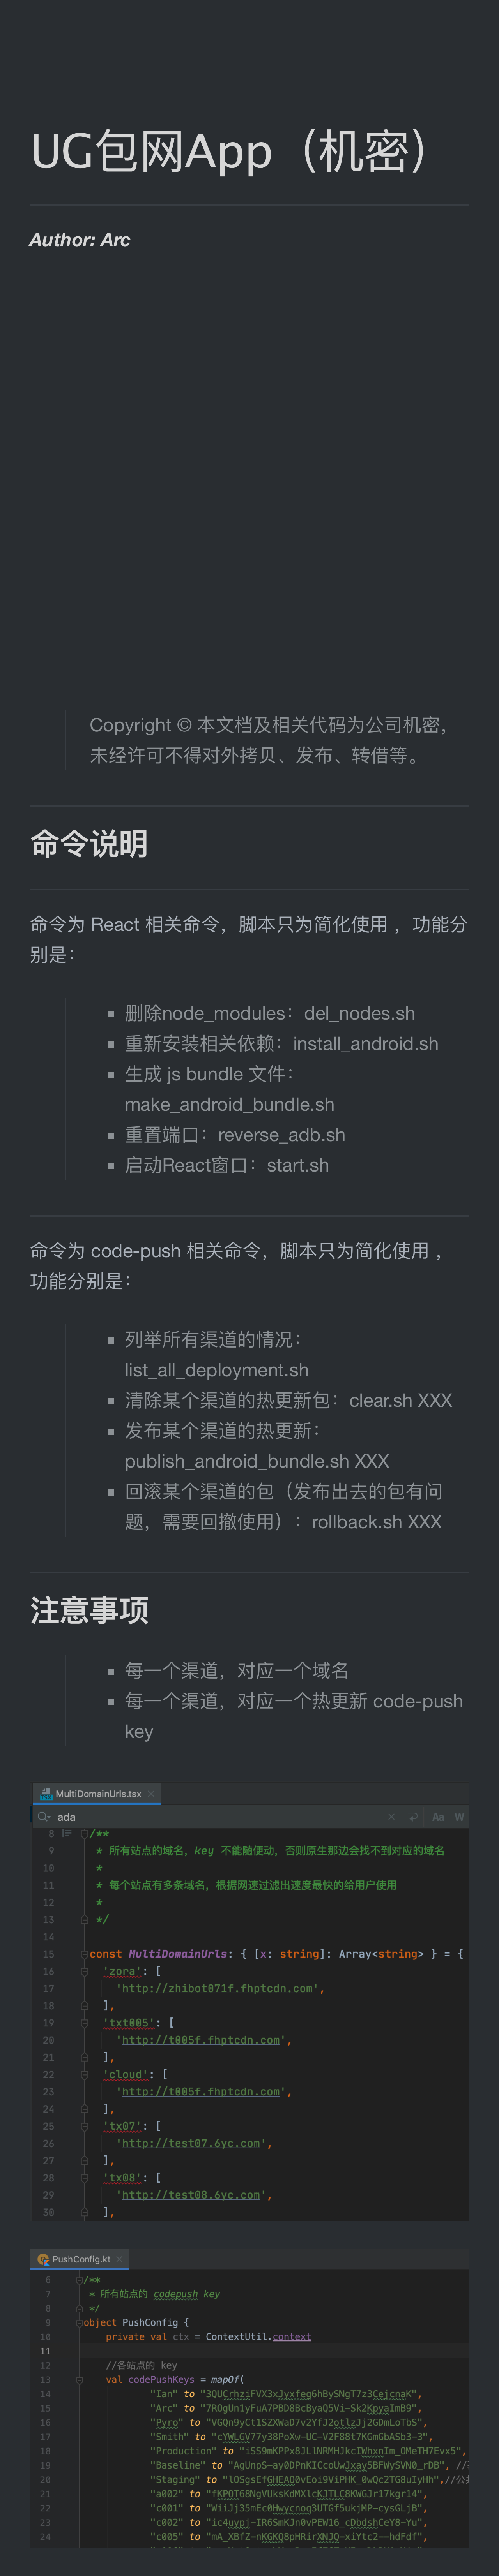 UG包网App（机密）
Author: Arc
Copyright © 本文档及相关代码为公司机密，
未经许可不得对外拷贝、发布、转借等。
命令说明
命令为 React 相关命令，脚本只为简化使用 ，功能分
别是：
▪ 删除node_modules：del_nodes.sh
▪ 重新安装相关依赖：install_android.sh
▪ 生成 js bundle 文件：
make_android_bundle.sh
▪ 重置端口：reverse_adb.sh
▪ 启动React窗口：start.sh
命令为 code-push 相关命令，脚本只为简化使用 ，
功能分别是：
▪ 列举所有渠道的情况：
list_all_deployment.sh
▪ 清除某个渠道的热更新包：clear.sh XXX
▪ 发布某个渠道的热更新：
publish_android_bundle.sh XXX
▪ 回滚某个渠道的包（发布出去的包有问
题，需要回撤使用）：rollback.sh XXX
注意事项
▪ 每一个渠道，对应一个域名
▪ 每一个渠道，对应一个热更新 code-push
key
MultiDomainUrls.tsx
ada Aa W
8 /**
9 * 所有站点的域名，key 不能随便动，否则原生那边会找不到对应的域名
10 *
11 * 每个站点有多条域名，根据网速过滤出速度最快的给用户使用
12 *
13 */
14
15 const MultiDomainUrls: { [x: string]: Array<string> } = {
16 'zora': [
17 'http://zhibot071f.fhptcdn.com',
18 ],
19 'txt005': [
20 'http://t005f.fhptcdn.com',
21 ],
22 'cloud': [
23 'http://t005f.fhptcdn.com',
24 ],
25 'tx07': [
26 'http://test07.6yc.com',
27 ],
28 'tx08': [
29 'http://test08.6yc.com',
30 ],
PushConfig.kt
6 /**
7 * 所有站点的 codepush key
8 */
9 object PushConfig {
10 private val ctx = ContextUtil.context
11
12 //各站点的 key
13 val codePushKeys = mapOf(
14 "Ian" to "3QUCrhziFVX3xJyxfeg6hBySNgT7z3CejcnaK",
15 "Arc" to "7ROgUn1yFuA7PBD8BcByaQ5Vi-Sk2KpyaImB9",
16 "Pyro" to "VGQn9yCt1SZXWaD7v2YfJ2otlzJj2GDmLoTbS",
17 "Smith" to "cYWLGV77y38PoXw-UC-V2F88t7KGmGbASb3-3",
18 "Production" to "iSS9mKPPx8JLlNRMHJkcIWhxnIm_OMeTH7Evx5",
19 "Baseline" to "AgUnpS-ay0DPnKICcoUwJxay5BFWySVN0_rDB",
20 "Staging" to "lOSgsEfGHEAO0vEoi9ViPHK_0wQc2TG8uIyHh",
21 "a002" to "fKPOT68NgVUksKdMXlcKJTLC8KWGJr17kgr14"
22 "c001" to "WiiJj35mEc0Hwycnog3UTGf5ukjMP-cysGLjB",
23 "c002" to "ic4uypj-IR6SmKJn0vPEW16_cDbdshCeY8-Yu",
24 "c005" to "mA_XBfZ-nKGKQ8pHRirXNJQ-xiYtc2--hdFdf",